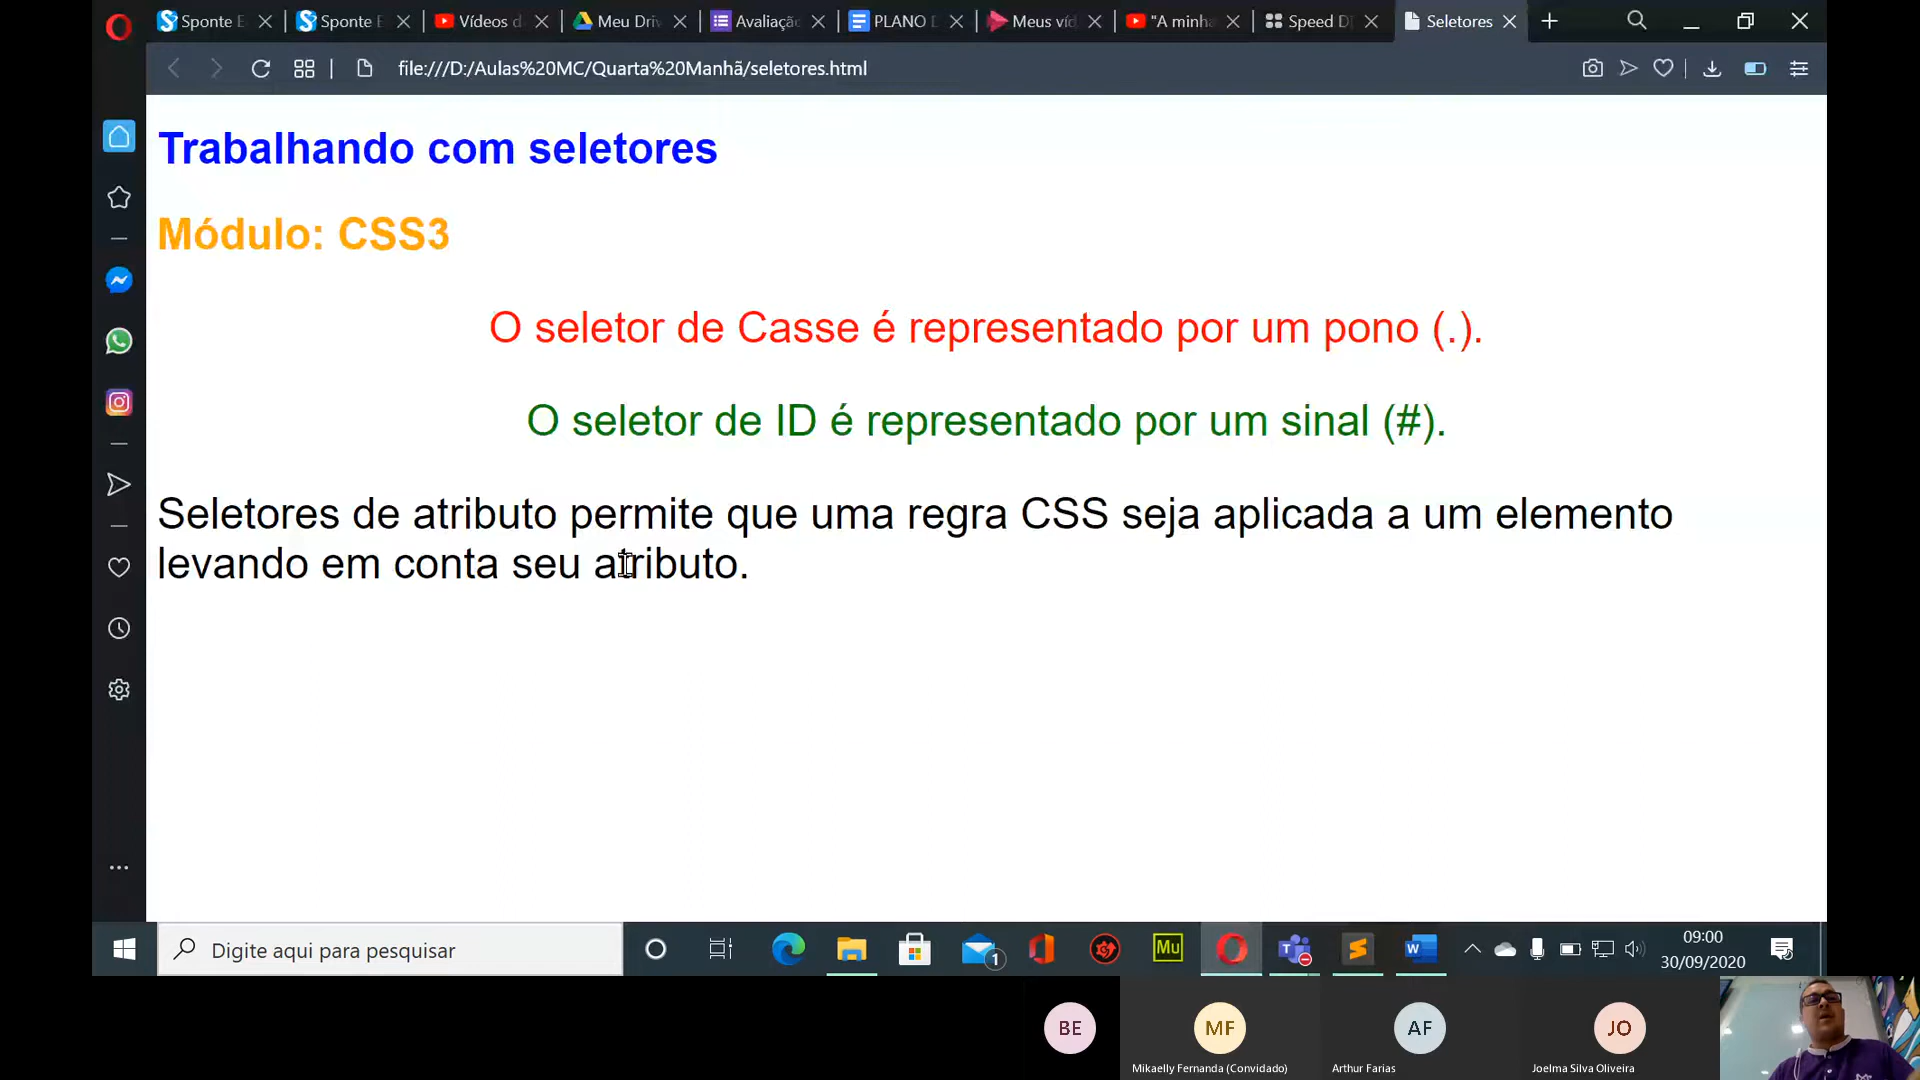 Sponte E
Sponte E
Vídeos d
Meu Driv
Avaliaçã
PLANO D
Meus víd
"A minha
Speed D
Seletores
file:///D:/Aulas%20MC/Quarta%20Manhã/seletores.html
Trabalhando com seletores
Módulo: CSS3
O seletor de Casse é representado por um pono (.).
O seletor de ID é representado por um sinal (#).
Seletores de atributo permite que uma regra CSS seja aplicada a um elemento
levando em conta seu atributo.
Digite aqui para pesquisar
1
Mu
09:00
30/09/2020
BE
MF
AF
JO
Mikaelly Fernanda (Convidado)
Arthur Farias
Joelma Silva Oliveira